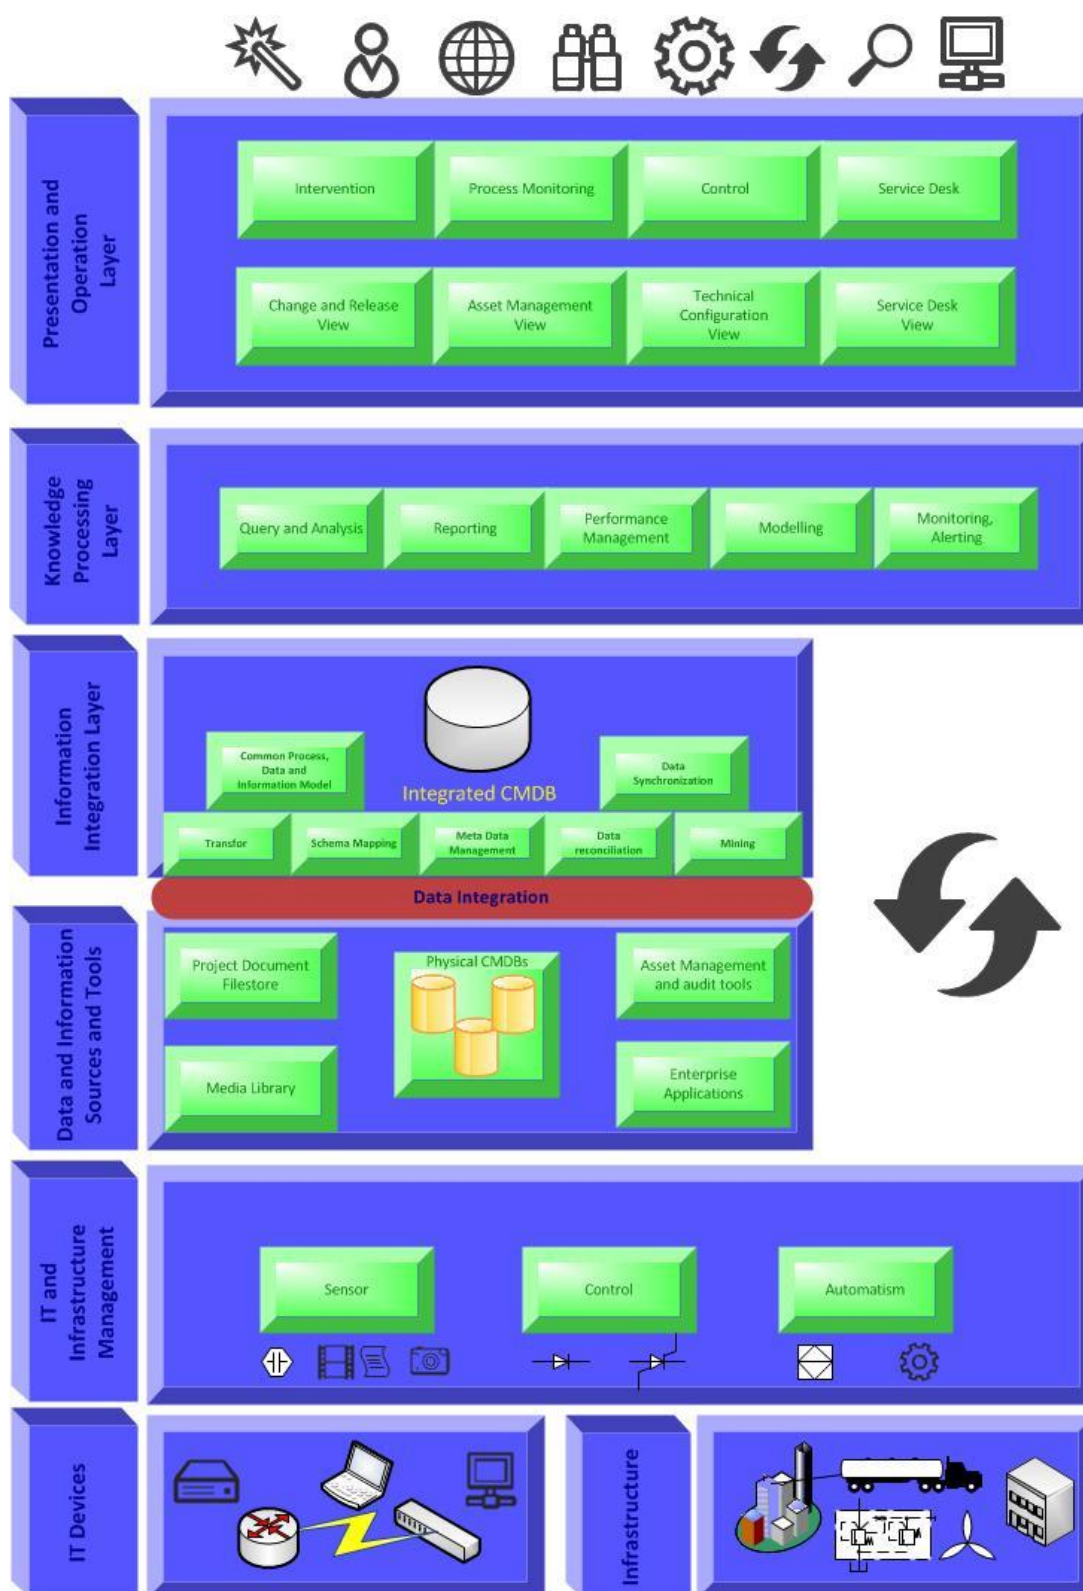 Presentation and
Operation
Layer
Intervention
Process Monitoring
Control
Service Desk
Change and Release
View
Asset Management
View
Technical
Configuration
View
Service Desk
View
Knowledge
Processing
Layer
Query and Analysis
Reporting
Performance
Management
Modelling
Monitoring,
Alerting
Information
Integration Layer
Common Process,
Data and
Information Model
Integrated CMDB
Data
Synchronization
Transfor
Schema Mapping
Meta Data
Management
Data
reconciliation
Mining
Data Integration
Data and Information
Sources and Tools
Project Document
Filestore
Physical CMDBs
Asset Management
and audit tools
Media Library
Enterprise
Applications
IT and
Infrastructure
Management
Sensor
Control
Automatism
IT Devices
Infrastructure